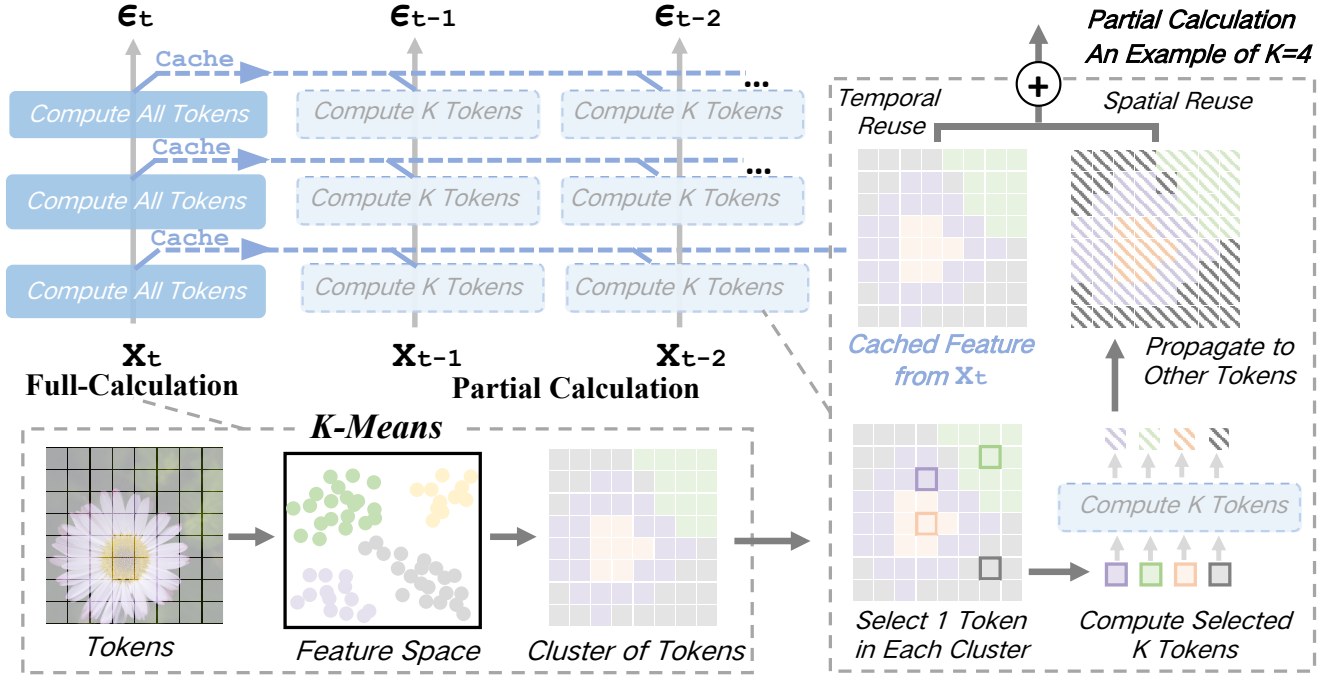 ϵt
ϵt-1
ϵt-2
Cache
Compute All Tokens
Compute K Tokens
Compute K Tokens
...
Cache
Compute All Tokens
Compute K Tokens
Compute K Tokens
...
Cache
Compute All Tokens
Compute K Tokens
Compute K Tokens
Xt
Xt-1
Xt-2
Full-Calculation
Partial Calculation
K-Means
Tokens
Feature Space
Cluster of Tokens
Partial Calculation
An Example of K=4
+
Temporal
Reuse
Spatial Reuse
Cached Feature
from Xt
Propagate to
Other Tokens
Compute K Tokens
Select 1 Token
in Each Cluster
Compute Selected
K Tokens